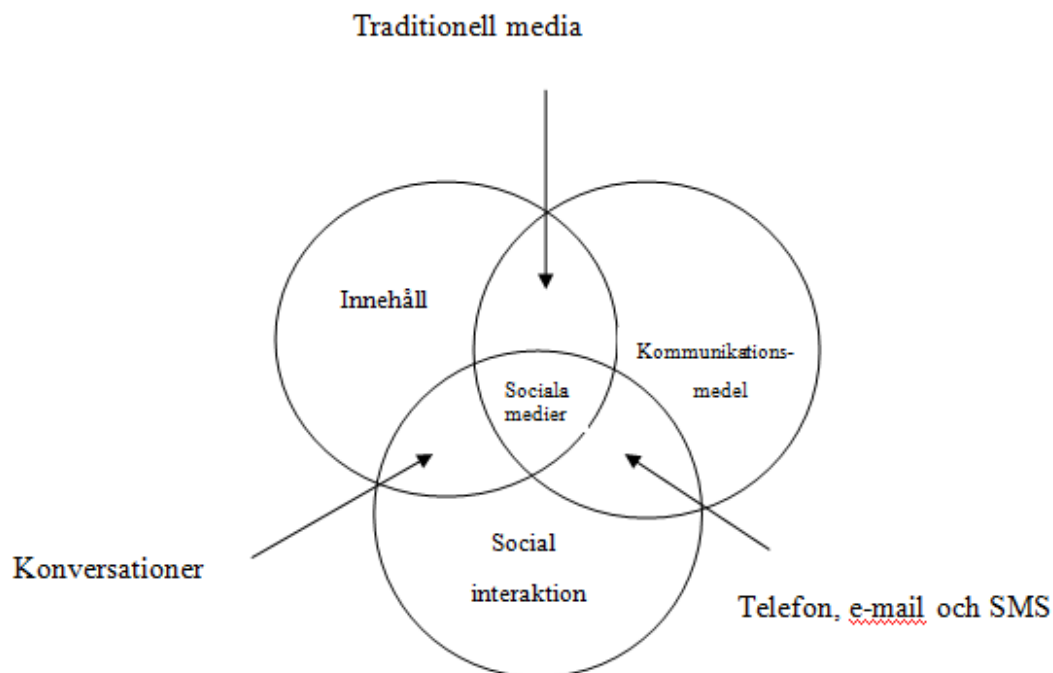 Traditionell media
Innehåll
Kommunikations-
medel
Sociala
medier
Konversationer
Social
interaktion
Telefon, e-mail och SMS